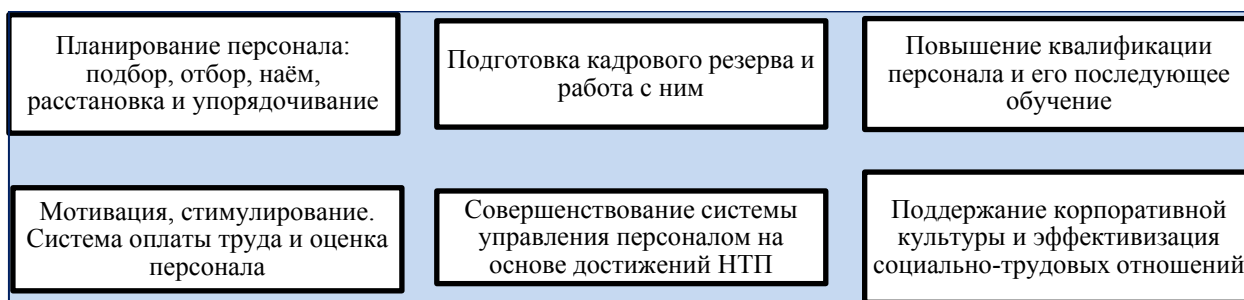 Планирование персонала:
подбор, отбор, наём,
расстановка и упорядочивание
Подготовка кадрового резерва и
работа с ним
Повышение квалификации
персонала и его последующее
обучение
Мотивация, стимулирование.
Система оплаты труда и оценка
персонала
Совершенствование системы
управления персоналом на
основе достижений НТП
Поддержание корпоративной
культуры и эффективизация
социально-трудовых отношений